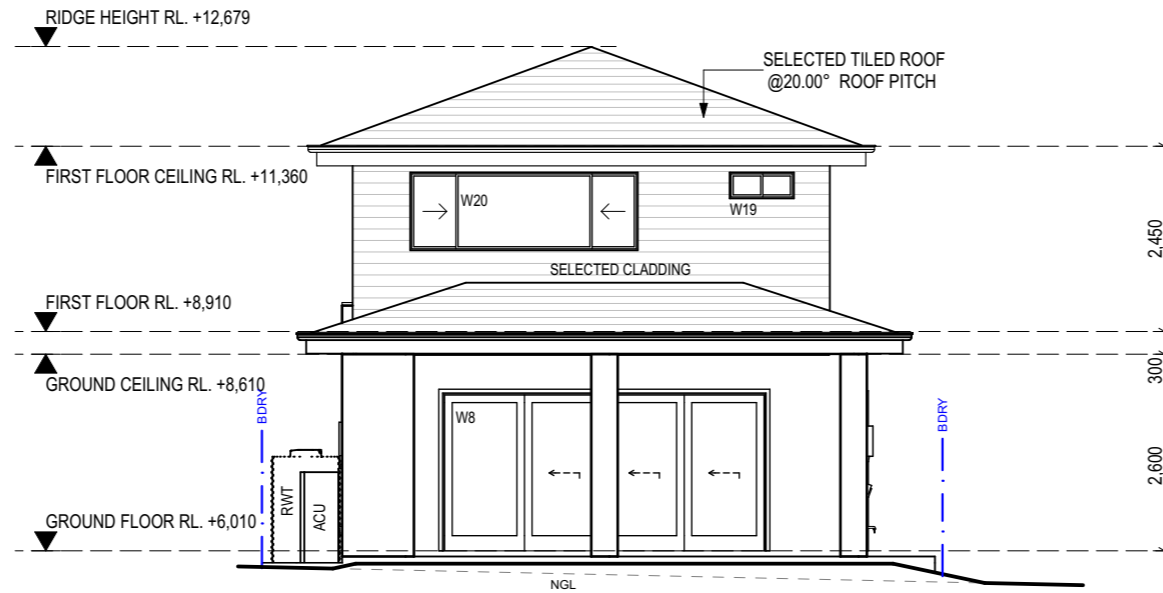 RIDGE HEIGHT RL. +12,679
SELECTED TILED ROOF
@20.00° ROOF PITCH
FIRST FLOOR CEILING RL. +11,360
W20
W19
2,450
SELECTED CLADDING
FIRST FLOOR RL. +8,910
300
GROUND CEILING RL. +8,610
BDRY
BDRY
W8
2,600
RWT
ACU
GROUND FLOOR RL. +6,010
NGL